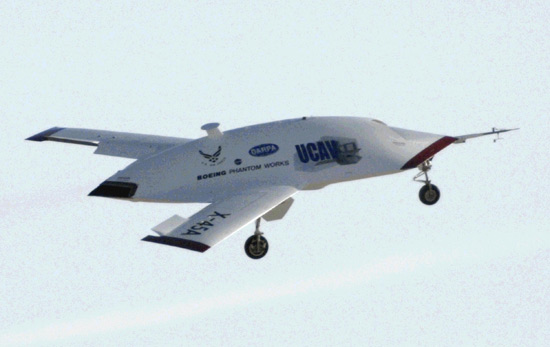 DARPA
UCAV
BOEING PHANTOM WORKS
X-45A